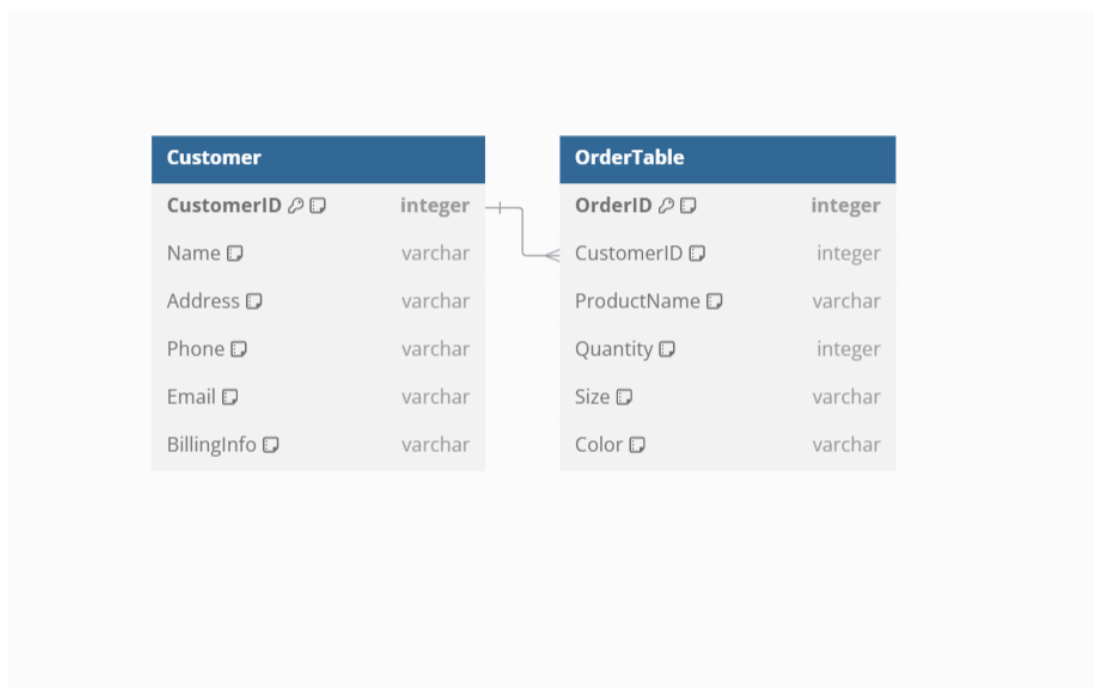 Customer
CustomerID integer
Name varchar
Address varchar
Phone varchar
Email varchar
BillingInfo varchar
OrderTable
OrderID integer
CustomerID integer
ProductName varchar
Quantity integer
Size varchar
Color varchar